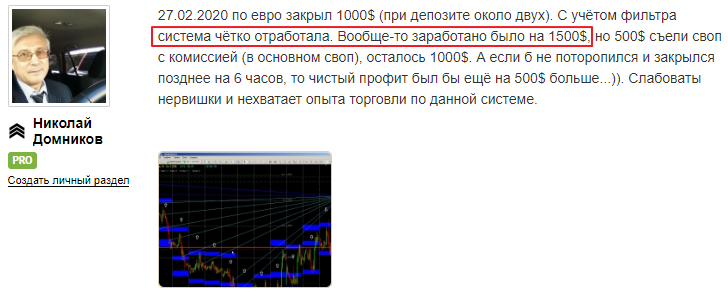 27.02.2020 по евро закрыл 1000$ (при депозите около двух). С учётом фильтра
система чётко отработала. Вообще-то заработано было на 1500$, но 500$ съели своп
с комиссией (в основном своп), осталось 1000$. А если б не поторопился и закрылся
позднее на 6 часов, то чистый профит был бы ещё на 500$ больше...)). Слабоваты
нервишки и нехватает опыта торговли по данной системе.
Николай
Домников
PRO
Создать личный раздел